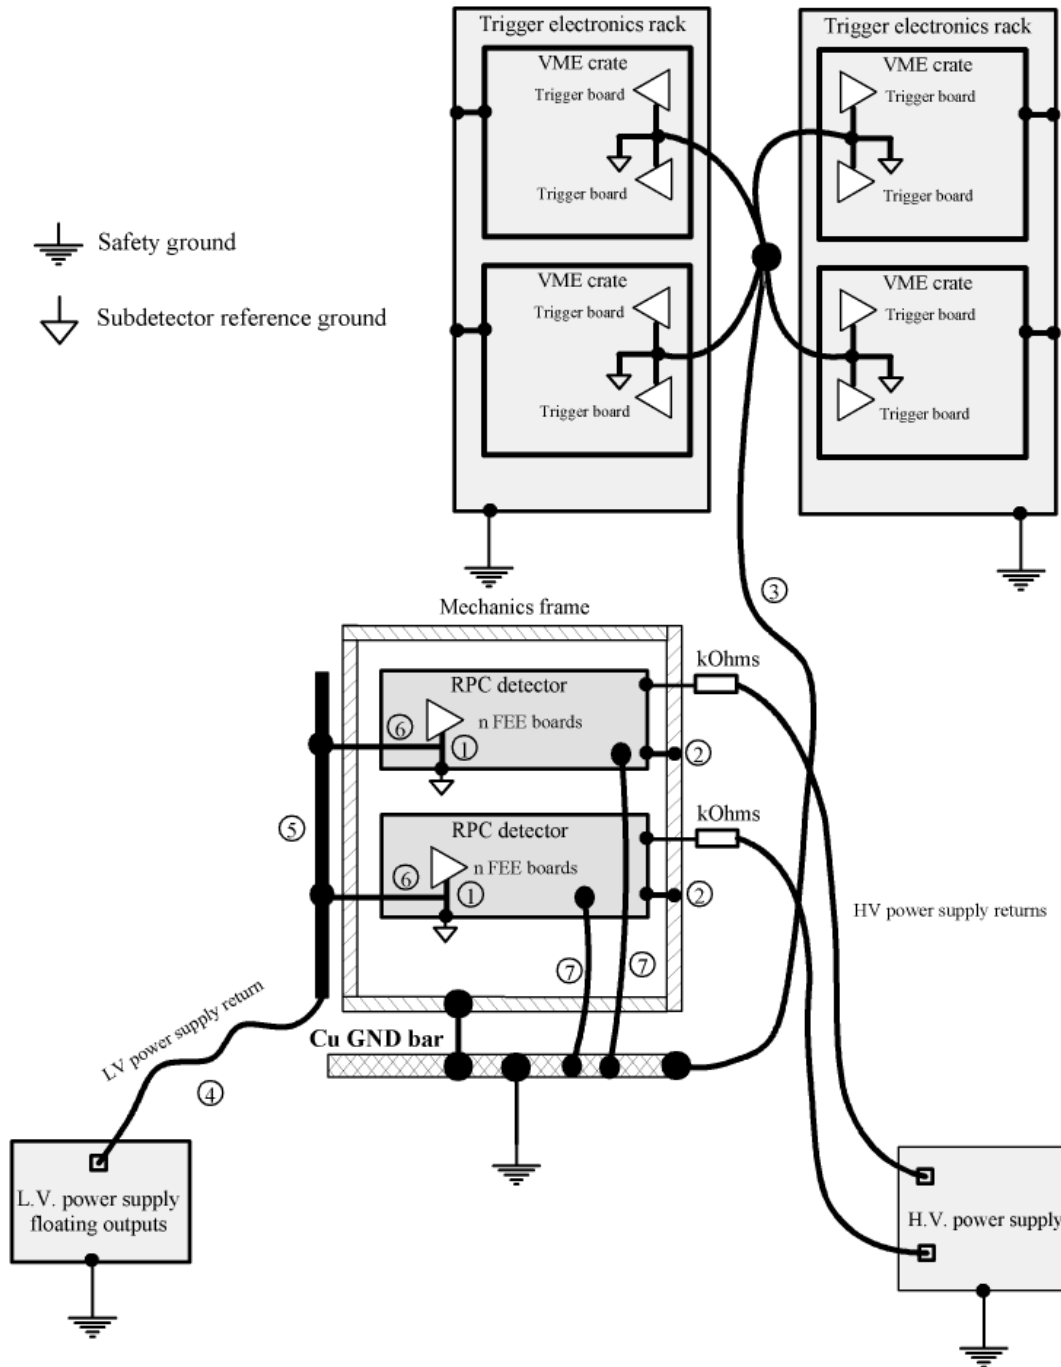 Trigger electronics rack
VME crate
Trigger board
Trigger board
VME crate
Trigger board
Trigger board
Trigger electronics rack
VME crate
Trigger board
Trigger board
VME crate
Trigger board
Trigger board
Safety ground
Subdetector reference ground
3
Mechanics frame
kOhms
RPC detector
n FEE boards
6
1
2
kOhms
RPC detector
n FEE boards
6
1
2
5
HV power supply returns
7
7
LV power supply return
Cu GND bar
4
L.V. power supply
floating outputs
H.V. power supply